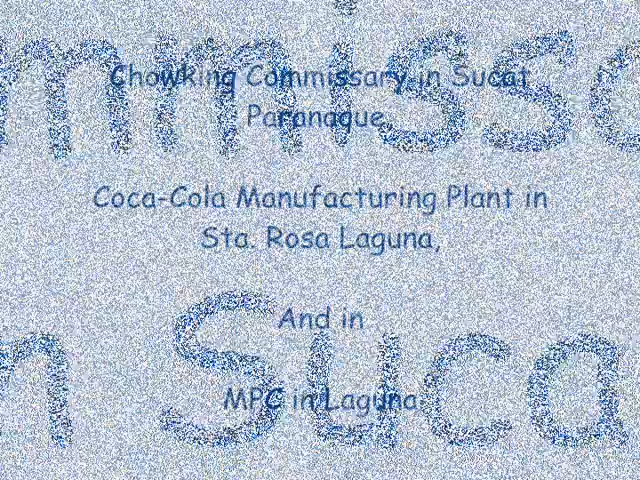 Chowking Commissary in Sucat
Paranaque,
Coca-Cola Manufacturing Plant in
Sta. Rosa Laguna,
And in
MPC in Laguna